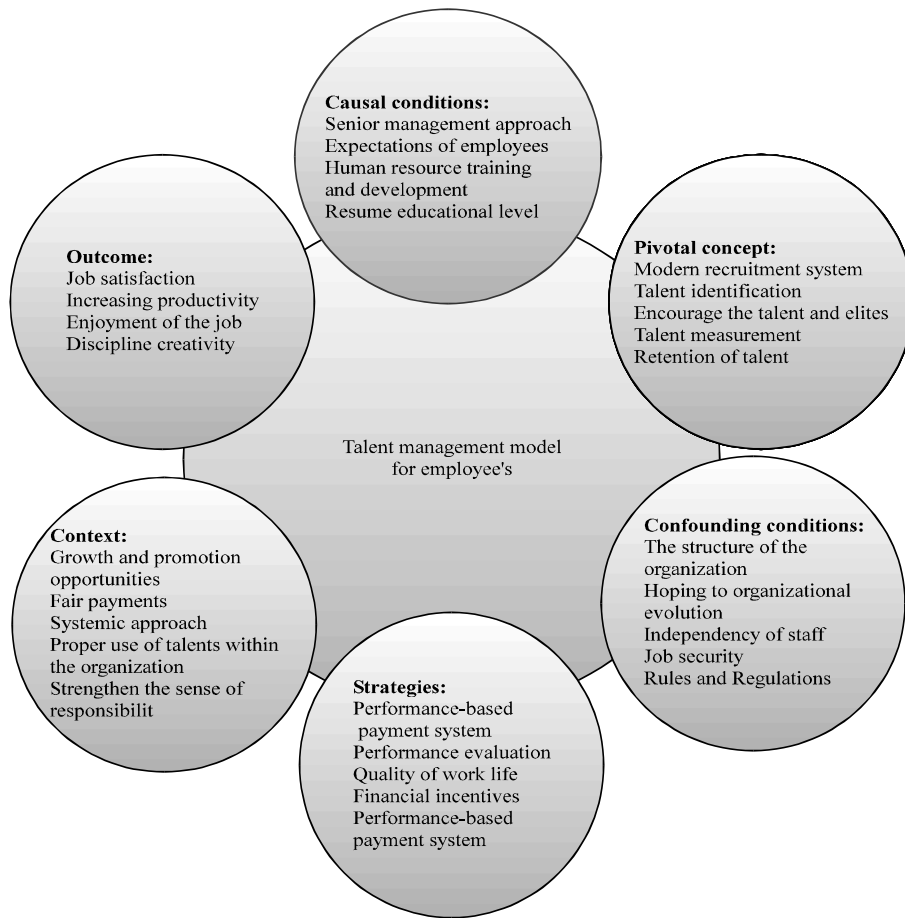 Causal conditions:
Senior management approach
Expectations of employees
Human resource training
and development
Resume educational level
Outcome:
Job satisfaction
Increasing productivity
Enjoyment of the job
Discipline creativity
Pivotal concept:
Modern recruitment system
Talent identification
Encourage the talent and elites
Talent measurement
Retention of talent
Talent management model
for employee's
Context:
Growth and promotion
opportunities
Fair payments
Systemic approach
Proper use of talents within
the organization
Strengthen the sense of
responsibilit
Confounding conditions:
The structure of the
organization
Hoping to organizational
evolution
Independency of staff
Job security
Rules and Regulations
Strategies:
Performance-based
payment system
Performance evaluation
Quality of work life
Financial incentives
Performance-based
payment system